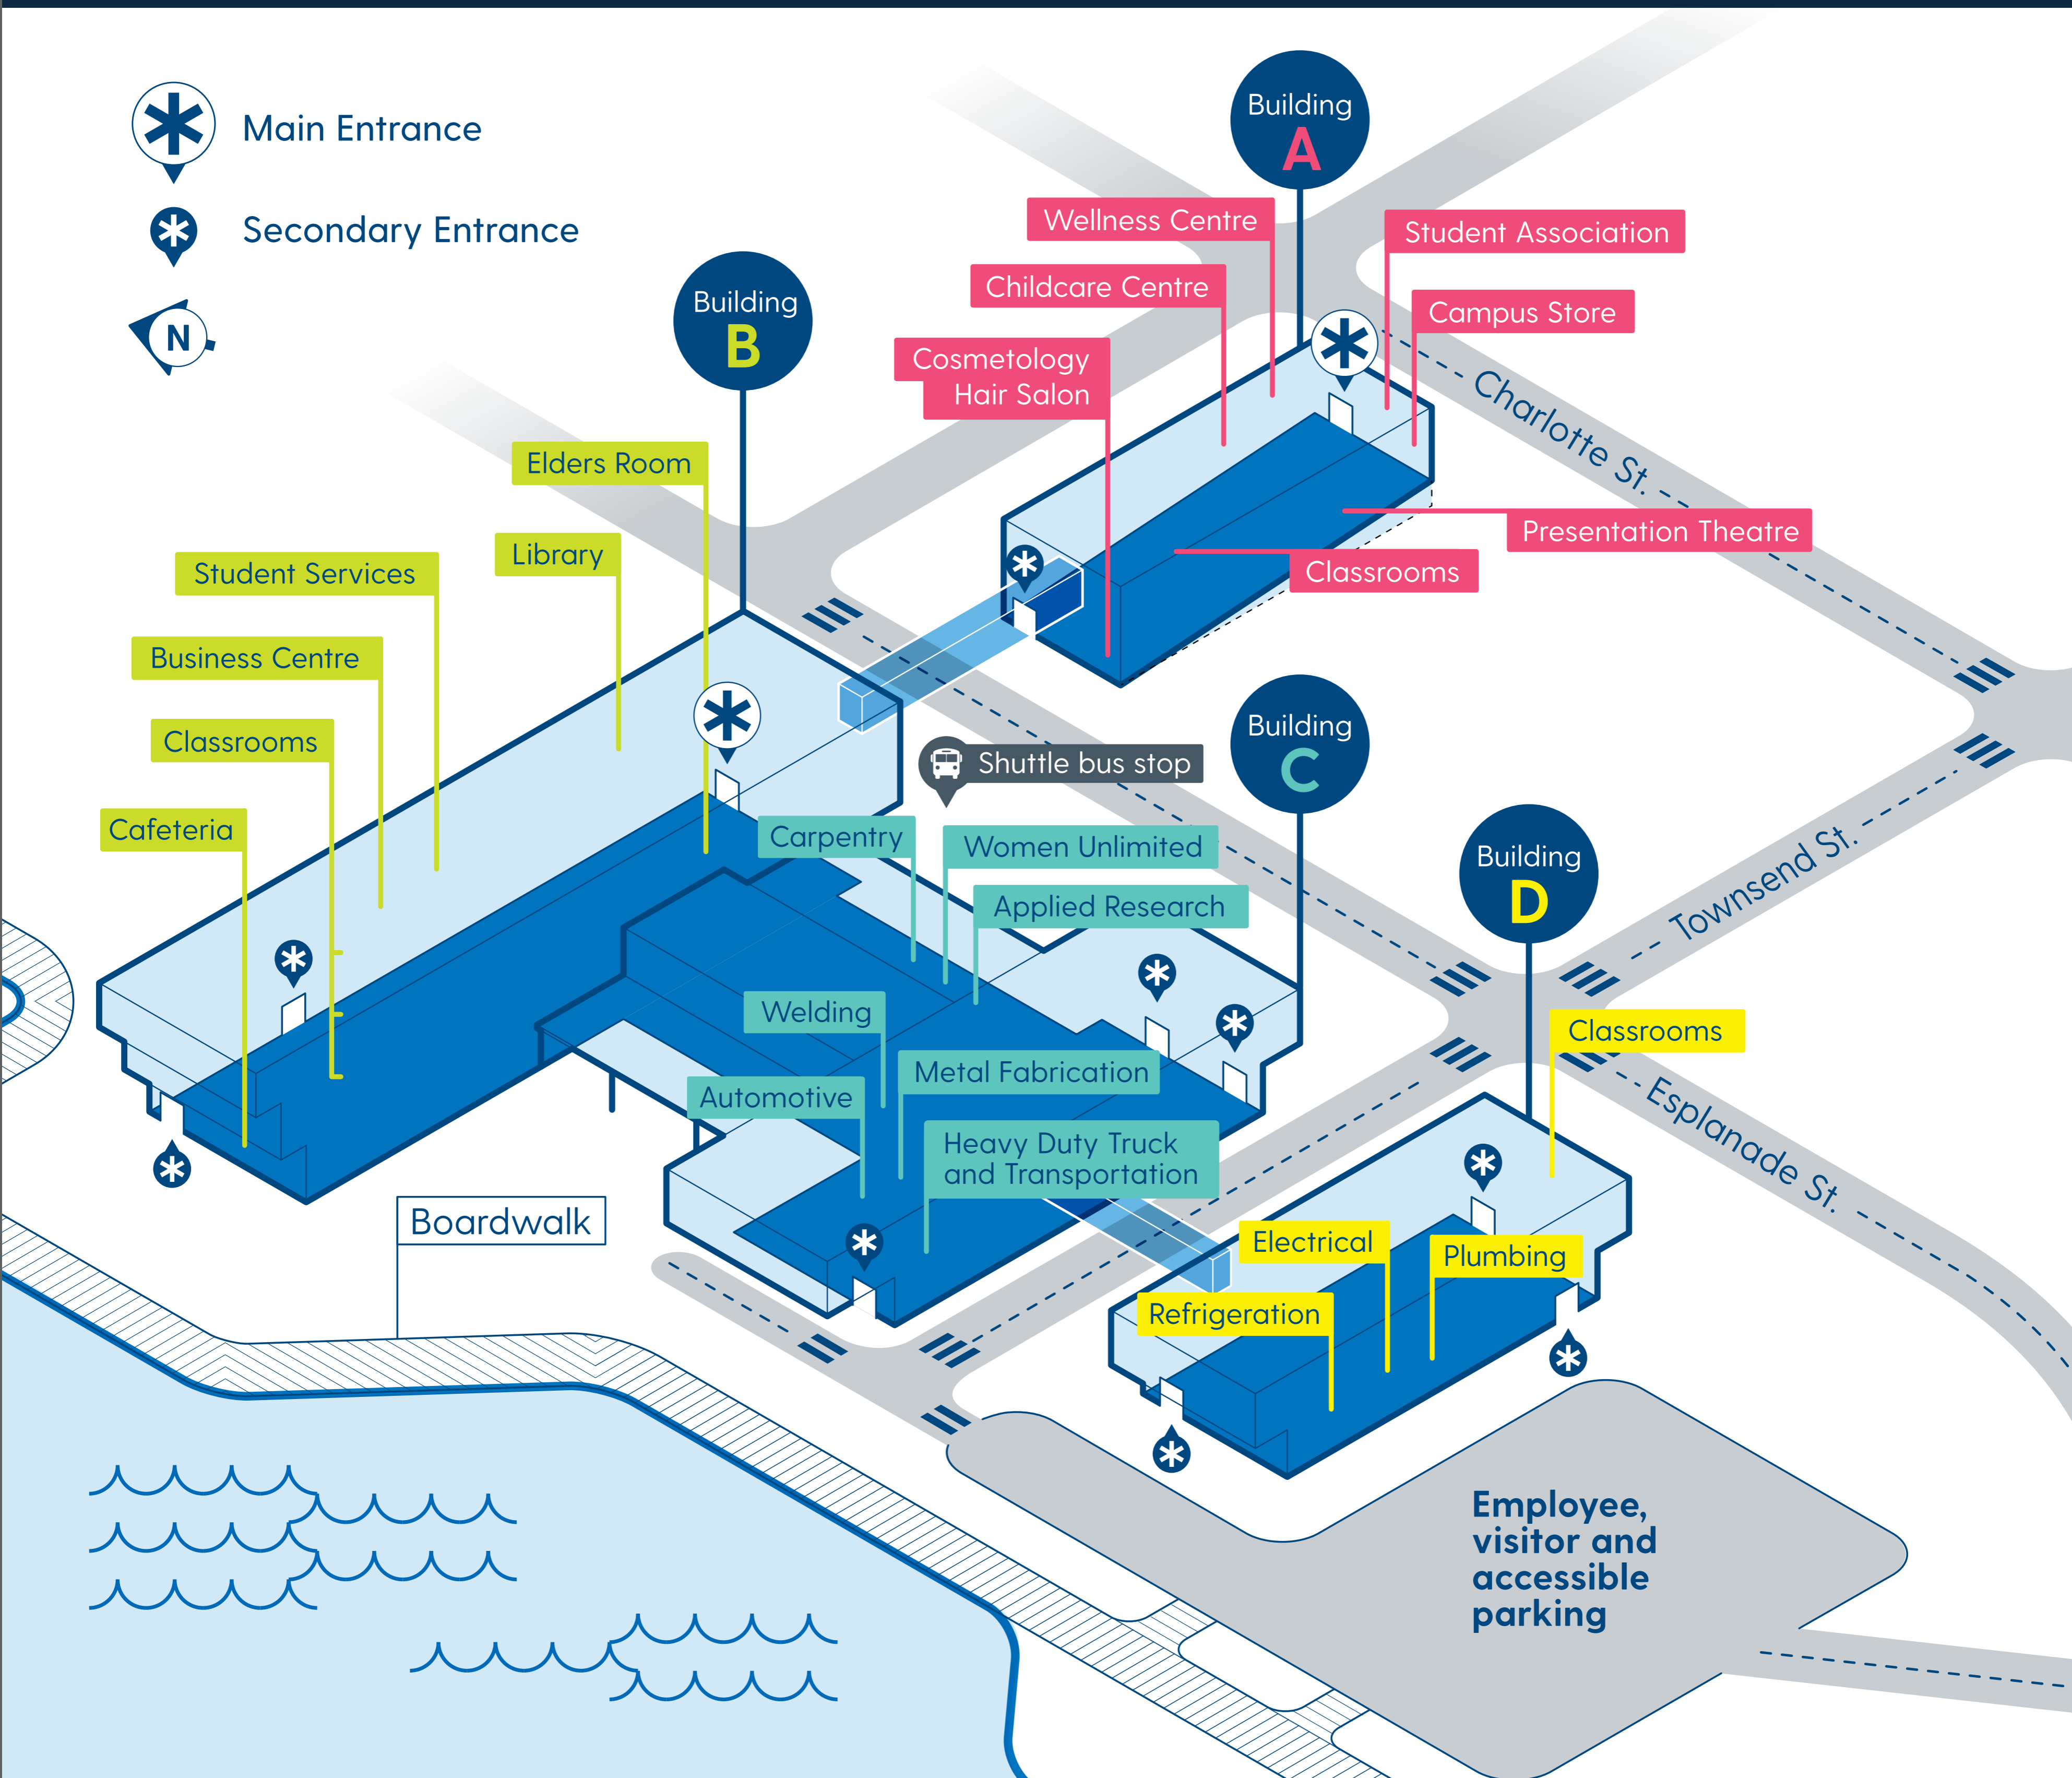 Main Entrance
Secondary Entrance
N
Building
A
Wellness Centre
Student Association
Childcare Centre
Campus Store
Cosmetology
Hair Salon
Charlotte St.
Presentation Theatre
Classrooms
Building
B
Elders Room
Library
Student Services
Business Centre
Classrooms
Cafeteria
Shuttle bus stop
Building
C
Carpentry
Women Unlimited
Applied Research
Welding
Metal Fabrication
Automotive
Heavy Duty Truck
and Transportation
Building
D
Townsend St.
Classrooms
Esplanade St.
Electrical
Plumbing
Refrigeration
Boardwalk
Employee,
visitor and
accessible
parking